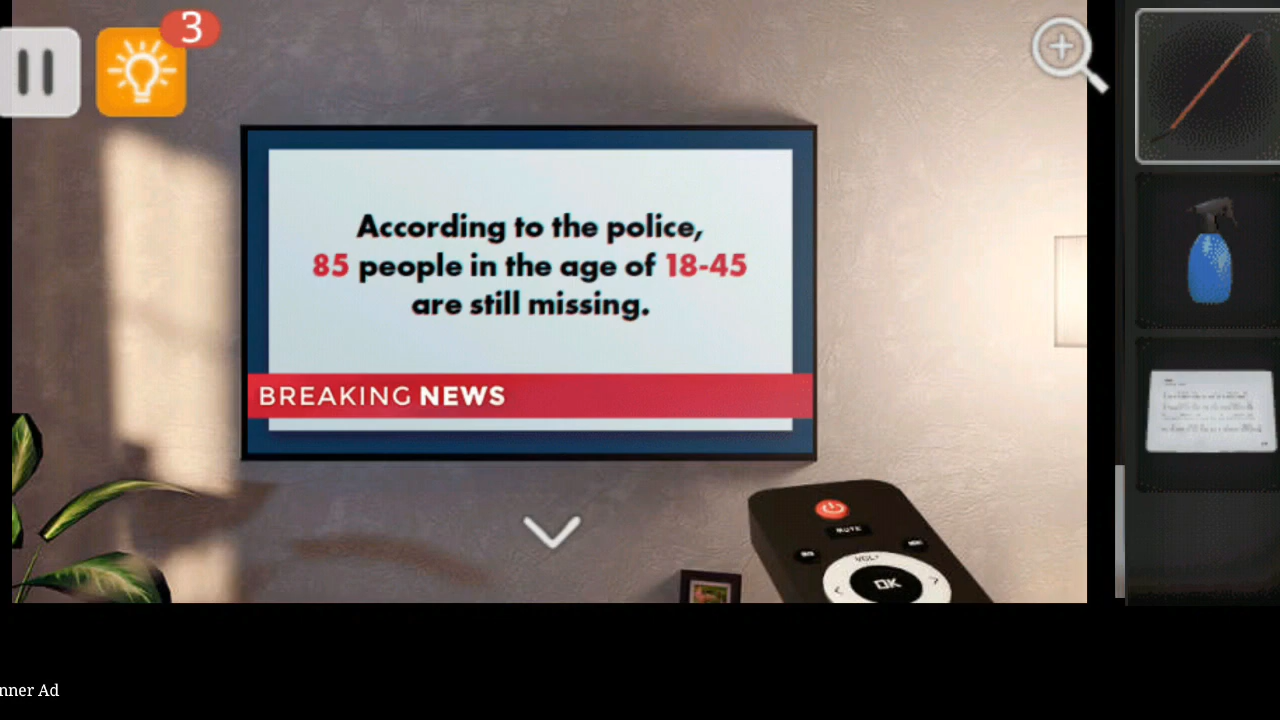 3
According to the police,
85 people in the age of 18-45
are still missing.
BREAKING NEWS
MUTE
VOL+
OK
nner Ad